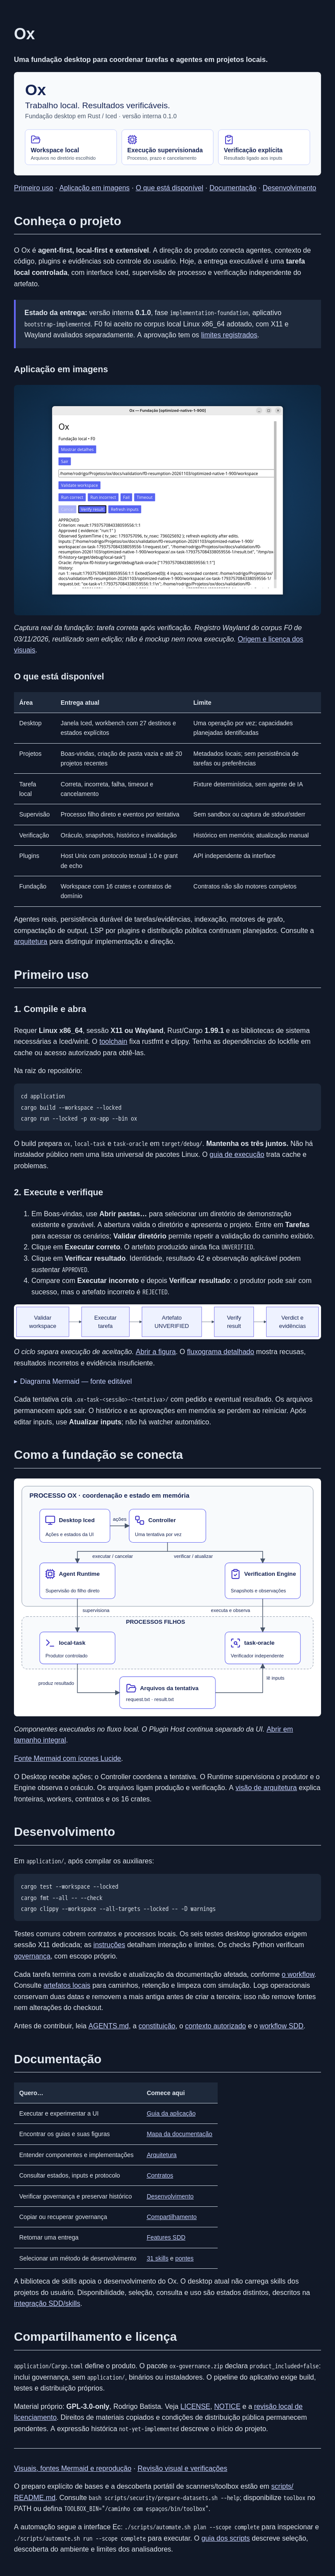 Ox
Uma fundação desktop para coordenar tarefas e agentes em projetos locais.
Ox
Trabalho local. Resultados verificáveis.
Fundação desktop em Rust / Iced · versão interna 0.1.0
Workspace local
Arquivos no diretório escolhido
Execução supervisionada
Processo, prazo e cancelamento
Verificação explícita
Resultado ligado aos inputs
Primeiro uso · Aplicação em imagens · O que está disponível · Documentação · Desenvolvimento
Conheça o projeto
O Ox é agent-first, local-first e extensível. A direção do produto conecta agentes, contexto de
código, plugins e evidências sob controle do usuário. Hoje, a entrega executável é uma tarefa
local controlada, com interface Iced, supervisão de processo e verificação independente do
artefato.
Estado da entrega: versão interna 0.1.0, fase implementation-foundation, aplicativo
bootstrap-implemented. F0 foi aceito no corpus local Linux x86_64 adotado, com X11 e
Wayland avaliados separadamente. A aprovação tem os limites registrados.
Aplicação em imagens
Ox — Fundação [optimized-native-1-900]
Ox
Fundação local • F0
Mostrar detalhes
Sair
Validate workspace
Run correct
Run incorrect
Fail
Timeout
Verify result
Refresh inputs
APPROVED
History:
Captura real da fundação: tarefa correta após verificação. Registro Wayland do corpus F0 de
03/11/2026, reutilizado sem edição; não é mockup nem nova execução. Origem e licença dos
visuais.
O que está disponível
Área Entrega atual Limite
Desktop Janela Iced, workbench com 27 destinos e estados explícitos Uma operação por vez; capacidades planejadas identificadas
Projetos Boas-vindas, criação de pasta vazia e até 20 projetos recentes Metadados locais; sem persistência de tarefas ou preferências
Tarefa local Correta, incorreta, falha, timeout e cancelamento Fixture determinística, sem agente de IA
Supervisão Processo filho direto e eventos por tentativa Sem sandbox ou captura de stdout/stderr
Verificação Oráculo, snapshots, histórico e invalidação Histórico em memória; atualização manual
Plugins Host Unix com protocolo textual 1.0 e grant de echo API independente da interface
Fundação Workspace com 16 crates e contratos de domínio Contratos não são motores completos
Agentes reais, persistência durável de tarefas/evidências, indexação, motores de grafo,
compactação de output, LSP por plugins e distribuição pública continuam planejados. Consulte a
arquitetura para distinguir implementação e direção.
Primeiro uso
1. Compile e abra
Requer Linux x86_64, sessão X11 ou Wayland, Rust/Cargo 1.99.1 e as bibliotecas de sistema
necessárias a Iced/winit. O toolchain fixa rustfmt e clippy. Tenha as dependências do lockfile em
cache ou acesso autorizado para obtê-las.
Na raiz do repositório:
cd application
cargo build --workspace --locked
cargo run --locked -p ox-app --bin ox
O build prepara ox, local-task e task-oracle em target/debug/. Mantenha os três juntos. Não há
instalador público nem uma lista universal de pacotes Linux. O guia de execução trata cache e
problemas.
2. Execute e verifique
1. Em Boas-vindas, use Abrir pastas… para selecionar um diretório de demonstração
existente e gravável. A abertura valida o diretório e apresenta o projeto. Entre em Tarefas
para acessar os cenários; Validar diretório permite repetir a validação do caminho exibido.
2. Clique em Executar correto. O artefato produzido ainda fica UNVERIFIED.
3. Clique em Verificar resultado. Identidade, resultado 42 e observação aplicável podem
sustentar APPROVED.
4. Compare com Executar incorreto e depois Verificar resultado: o produtor pode sair com
sucesso, mas o artefato incorreto é REJECTED.
Validar
workspace
Executar
tarefa
Artefato
UNVERIFIED
Verify
result
Verdict e
evidências
O ciclo separa execução de aceitação. Abrir a figura. O fluxograma detalhado mostra recusas,
resultados incorretos e evidência insuficiente.
▸ Diagrama Mermaid — fonte editável
Cada tentativa cria .ox-task-<sessão>-<tentativa>/ com pedido e eventual resultado. Os arquivos
permanecem após sair. O histórico e as aprovações em memória se perdem ao reiniciar. Após
editar inputs, use Atualizar inputs; não há watcher automático.
Como a fundação se conecta
PROCESSO OX · coordenação e estado em memória
Desktop Iced
Ações e estados da UI
ações
Controller
Uma tentativa por vez
executar / cancelar
verificar / atualizar
Agent Runtime
Supervisão do filho direto
Verification Engine
Snapshots e observações
supervisiona
executa e observa
PROCESSOS FILHOS
local-task
Produtor controlado
task-oracle
Verificador independente
produz resultado
lê inputs
Arquivos da tentativa
request.txt · result.txt
Componentes executados no fluxo local. O Plugin Host continua separado da UI. Abrir em
tamanho integral.
Fonte Mermaid com ícones Lucide.
O Desktop recebe ações; o Controller coordena a tentativa. O Runtime supervisiona o produtor e o
Engine observa o oráculo. Os arquivos ligam produção e verificação. A visão de arquitetura explica
fronteiras, workers, contratos e os 16 crates.
Desenvolvimento
Em application/, após compilar os auxiliares:
cargo test --workspace --locked
cargo fmt --all -- --check
cargo clippy --workspace --all-targets --locked -- -D warnings
Testes comuns cobrem contratos e processos locais. Os seis testes desktop ignorados exigem
sessão X11 dedicada; as instruções detalham interação e limites. Os checks Python verificam
governança, com escopo próprio.
Cada tarefa termina com a revisão e atualização da documentação afetada, conforme o workflow.
Consulte artefatos locais para caminhos, retenção e limpeza com simulação. Logs operacionais
conservam duas datas e removem a mais antiga antes de criar a terceira; isso não remove fontes
nem alterações do checkout.
Antes de contribuir, leia AGENTS.md, a constituição, o contexto autorizado e o workflow SDD.
Documentação
Quero… Comece aqui
Executar e experimentar a UI Guia da aplicação
Encontrar os guias e suas figuras Mapa da documentação
Entender componentes e implementações Arquitetura
Consultar estados, inputs e protocolo Contratos
Verificar governança e preservar histórico Desenvolvimento
Copiar ou recuperar governança Compartilhamento
Retomar uma entrega Features SDD
Selecionar um método de desenvolvimento 31 skills e pontes
A biblioteca de skills apoia o desenvolvimento do Ox. O desktop atual não carrega skills dos
projetos do usuário. Disponibilidade, seleção, consulta e uso são estados distintos, descritos na
integração SDD/skills.
Compartilhamento e licença
application/Cargo.toml define o produto. O pacote ox-governance.zip declara product_included=false:
inclui governança, sem application/, binários ou instaladores. O pipeline de aplicativo exige build,
testes e distribuição próprios.
Material próprio: GPL-3.0-only, Rodrigo Batista. Veja LICENSE, NOTICE e a revisão local de
licenciamento. Direitos de materiais copiados e condições de distribuição pública permanecem
pendentes. A expressão histórica not-yet-implemented descreve o início do projeto.
Visuais, fontes Mermaid e reprodução · Revisão visual e verificações
O preparo explícito de bases e a descoberta portátil de scanners/toolbox estão em scripts/
README.md. Consulte bash scripts/security/prepare-datasets.sh --help; disponibilize toolbox no
PATH ou defina TOOLBOX_BIN="/caminho com espaços/bin/toolbox".
A automação segue a interface Ec: ./scripts/automate.sh plan --scope complete para inspecionar e
./scripts/automate.sh run --scope complete para executar. O guia dos scripts descreve seleção,
descoberta do ambiente e limites dos analisadores.